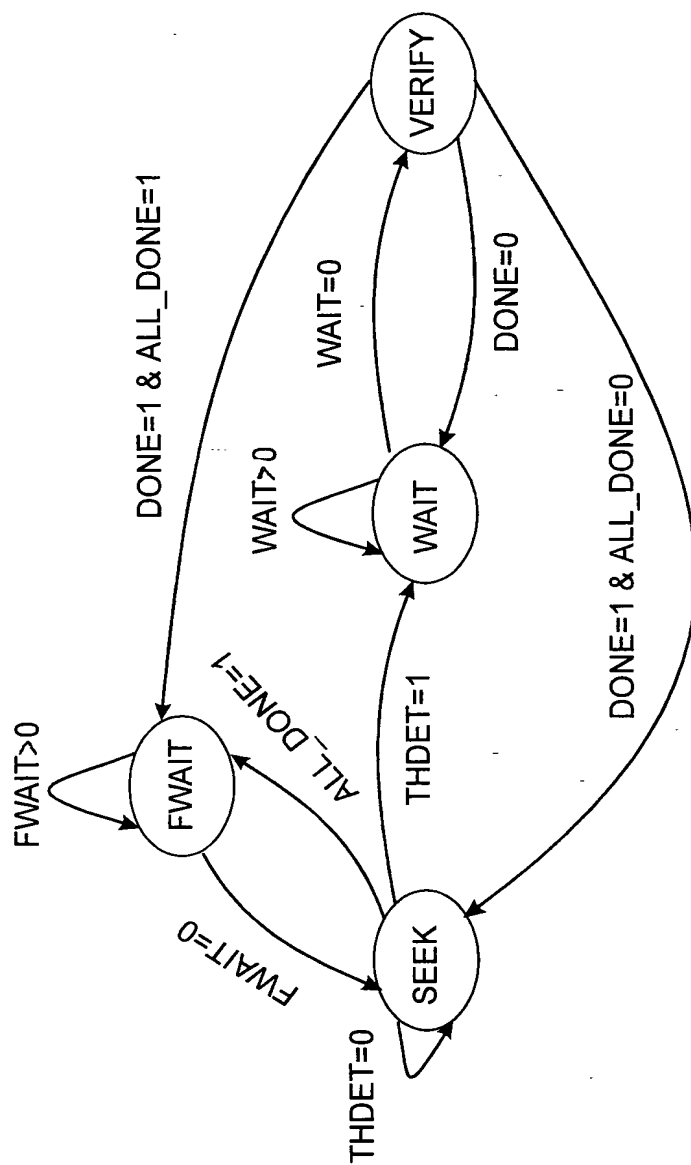 FWAIT>0
DONE=1 & ALL_DONE=1
FWAIT
FWAIT=0
ALL_DONE=1
WAIT>0
WAIT=0
THDET=0
SEEK
THDET=1
WAIT
DONE=0
VERIFY
DONE=1 & ALL_DONE=0